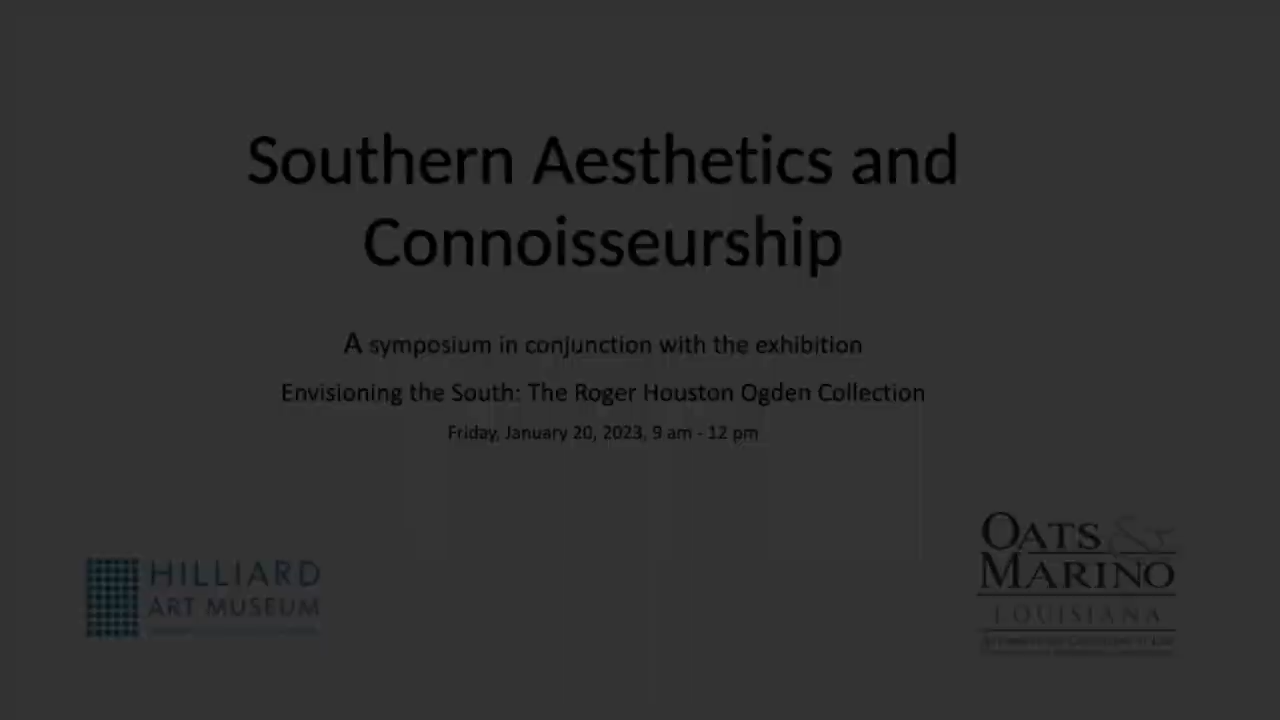 Southern Aesthetics and
Connoisseurship
A symposium in conjunction with the exhibition
Envisioning the South: The Roger Houston Ogden Collection
Friday, January 20, 2023, 9 am - 12 pm
HILLIARD
ART MUSEUM
OATS &
MARINO
LOUISIANA